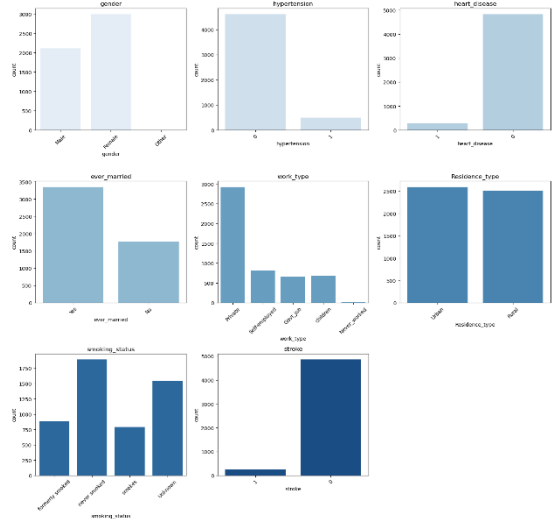 gender
3000
2500
2000
1500
1000
500
0
count
Male
Female
Other
gender
hypertension
4000
3000
2000
1000
0
count
0
1
hypertension
heart_disease
5000
4000
3000
2000
1000
0
count
1
0
heart_disease
ever_married
3500
3000
2500
2000
1500
1000
500
0
count
Yes
No
ever_married
work_type
3000
2500
2000
1500
1000
500
0
count
Private
Self-employed
Govt_job
children
Never_worked
work_type
Residence_type
2500
2000
1500
1000
500
0
count
Urban
Rural
Residence_type
smoking_status
1750
1500
1250
1000
750
500
250
0
count
formerly smoked
never smoked
smokes
Unknown
smoking_status
stroke
5000
4000
3000
2000
1000
0
count
1
0
stroke